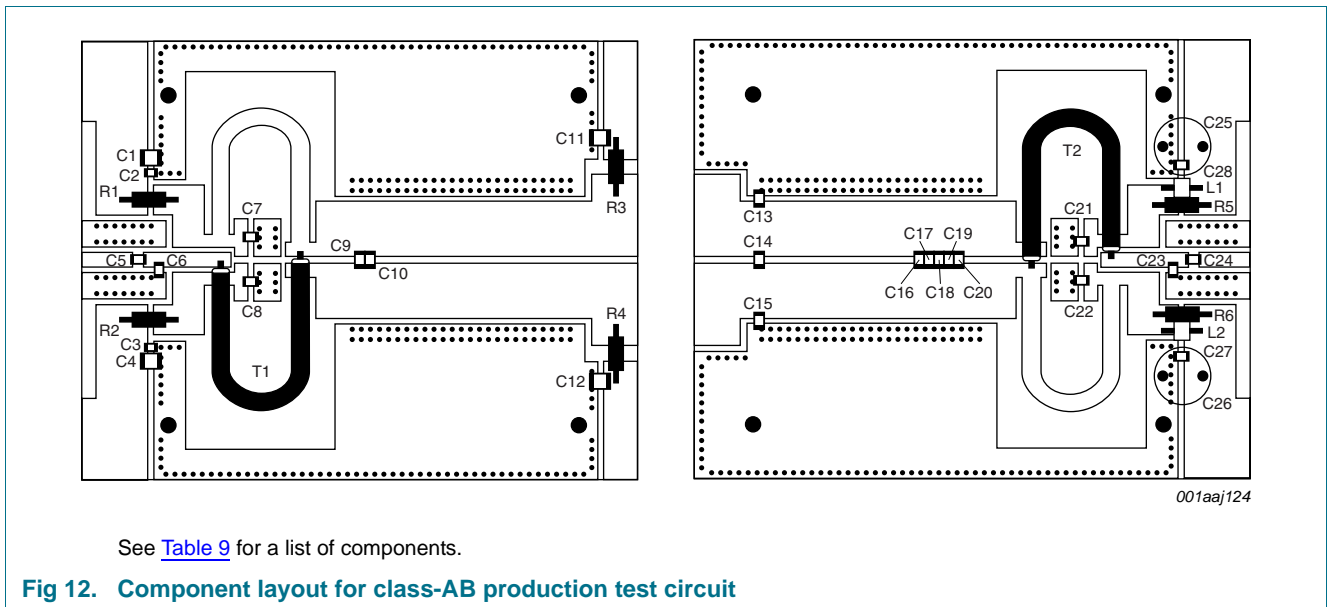 C11
C1
C2
R1
R3
C7
C9
C5
C6
C10
C8
R2
R4
C3
C4
T1
C12
C25
T2
C28
L1
R5
C13
C21
C14
C17
C19
C23
C24
C16
C18
C20
C15
C22
R6
L2
C27
C26
001aaj124
See Table 9 for a list of components.
Fig 12. Component layout for class-AB production test circuit